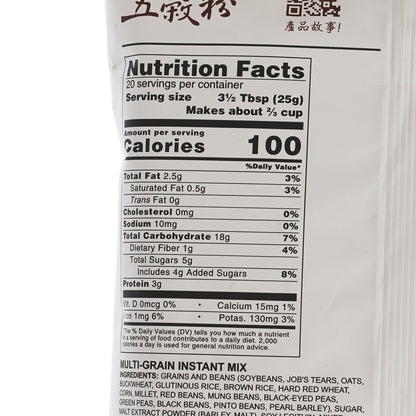 五穀粉
產品故事!
Nutrition Facts
20 servings per container
Serving size 3½ Tbsp (25g)
Makes about ⅔ cup
Amount per serving
Calories 100
%Daily Value*
Total Fat 2.5g 3%
Saturated Fat 0.5g 3%
Trans Fat 0g
Cholesterol 0mg 0%
Sodium 10mg 0%
Total Carbohydrate 18g 7%
Dietary Fiber 1g 4%
Total Sugars 5g
Includes 4g Added Sugars 8%
Protein 3g
Vit. D 0mcg 0% • Calcium 15mg 1%
Iron 1mg 6% • Potas. 130mg 3%
*The % Daily Values (DV) tells you how much a nutrient
in a serving of food contributes to a daily diet. 2,000
calories a day is used for general nutrition advice.
MULTI-GRAIN INSTANT MIX
INGREDIENTS: GRAINS AND BEANS (SOYBEANS, JOB'S TEARS, OATS,
BUCKWHEAT, GLUTINOUS RICE, BROWN RICE, HARD RED WHEAT,
CORN, MILLET, RED BEANS, MUNG BEANS, BLACK-EYED PEAS,
GREEN PEAS, BLACK BEANS, PINTO BEANS, PEARL BARLEY), SUGAR,
MALT EXTRACT POWDER (BARLEY, MALT),